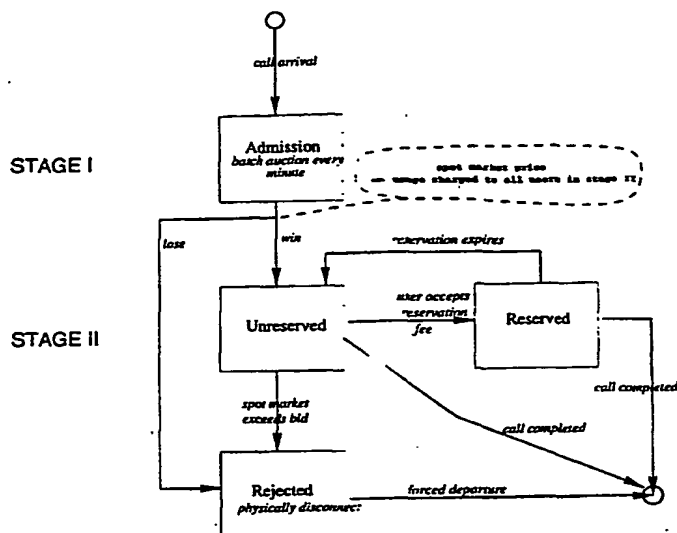 call arrival
STAGE I
Admission
batch auction every
minute
spot market price
usage charged to all users in stage II
lose
win
reservation expires
STAGE II
Unreserved
user accepts
reservation
fee
Reserved
spot market
exceeds bid
call completed
call completed
Rejected
physically disconnect
forced departure